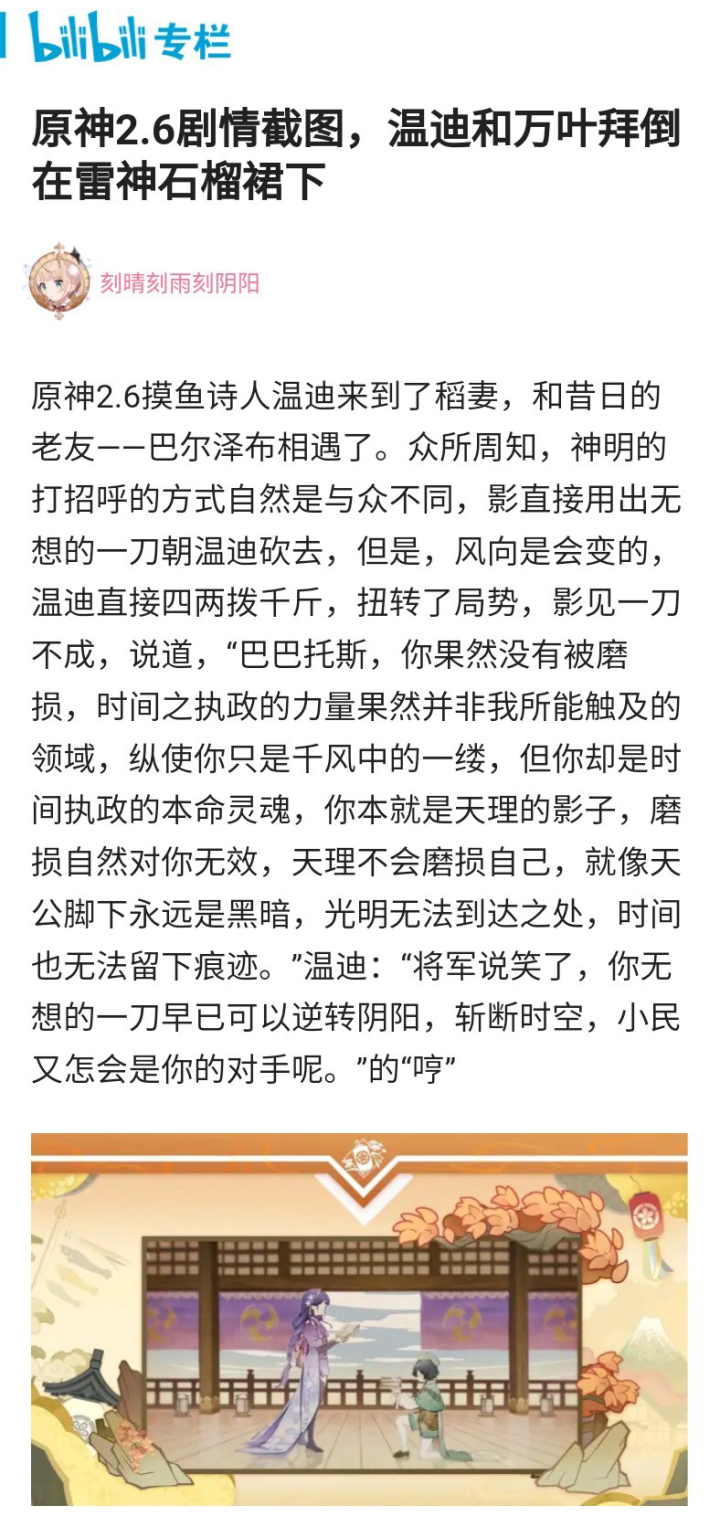 bilibili 专栏
原神2.6剧情截图，温迪和万叶拜倒
在雷神石榴裙下
刻晴刻雨刻阴阳
原神2.6摸鱼诗人温迪来到了稻妻，和昔日的
老友——巴尔泽布相遇了。众所周知，神明的
打招呼的方式自然是与众不同，影直接用出无
想的一刀朝温迪砍去，但是，风向是会变的，
温迪直接四两拨千斤，扭转了局势，影见一刀
不成，说道，“巴巴托斯，你果然没有被磨
损，时间之执政的力量果然并非我所能触及的
领域，纵使你只是千风中的一缕，但你却是时
间执政的本命灵魂，你本就是天理的影子，磨
损自然对你无效，天理不会磨损自己，就像天
公脚下永远是黑暗，光明无法到达之处，时间
也无法留下痕迹。”温迪：“将军说笑了，你无
想的一刀早已可以逆转阴阳，斩断时空，小民
又怎会是你的对手呢。”的“哼”